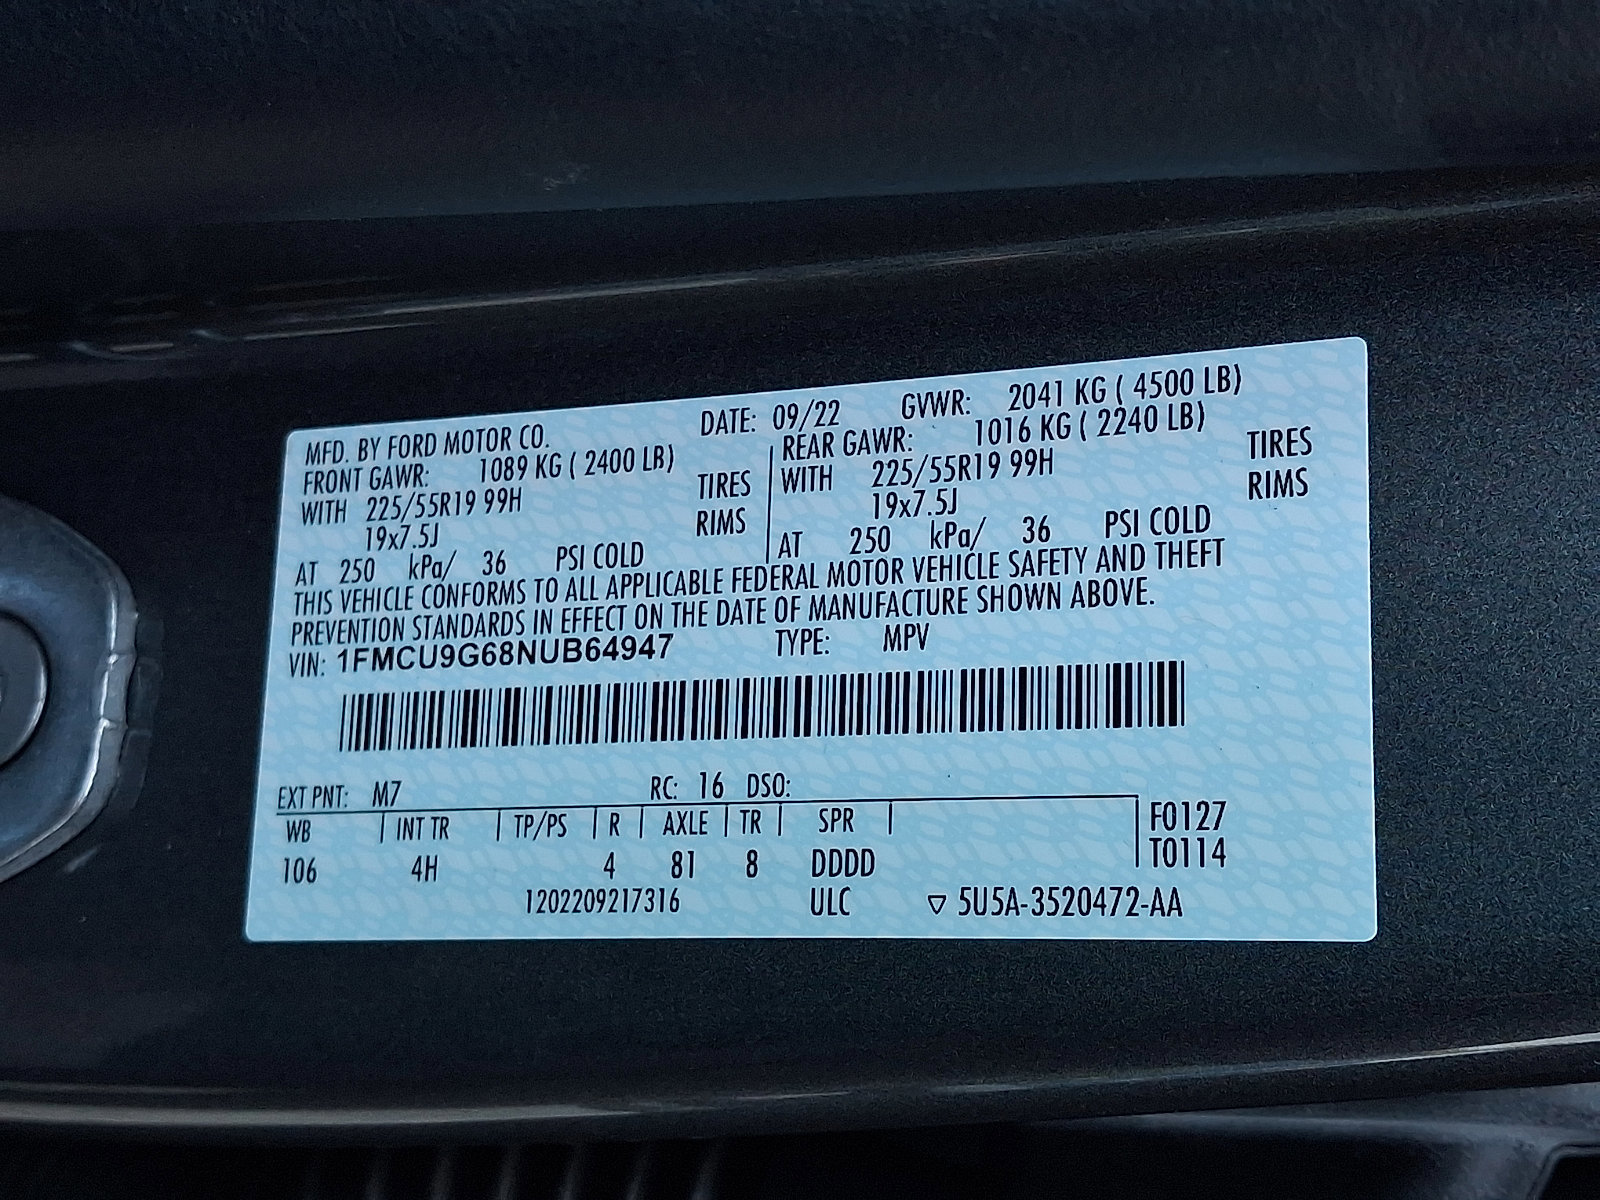 MFD. BY FORD MOTOR CO. DATE: 09/22 GVWR: 2041 KG ( 4500 LB)
FRONT GAWR: 1089 KG ( 2400 LB) REAR GAWR: 1016 KG ( 2240 LB)
WITH 225/55R19 99H TIRES WITH 225/55R19 99H TIRES
19x7.5J RIMS 19x7.5J RIMS
AT 250 kPa/ 36 PSI COLD AT 250 kPa/ 36 PSI COLD
THIS VEHICLE CONFORMS TO ALL APPLICABLE FEDERAL MOTOR VEHICLE SAFETY AND THEFT
PREVENTION STANDARDS IN EFFECT ON THE DATE OF MANUFACTURE SHOWN ABOVE.
VIN: 1FMCU9G68NUB64947 TYPE: MPV
EXT PNT: M7 RC: 16 DSO:
WB | INT TR | TP/PS | R | AXLE | TR | SPR | F0127
106 4H 4 81 8 DDDD T0114
1202209217316 ULC ▽ 5U5A-3520472-AA